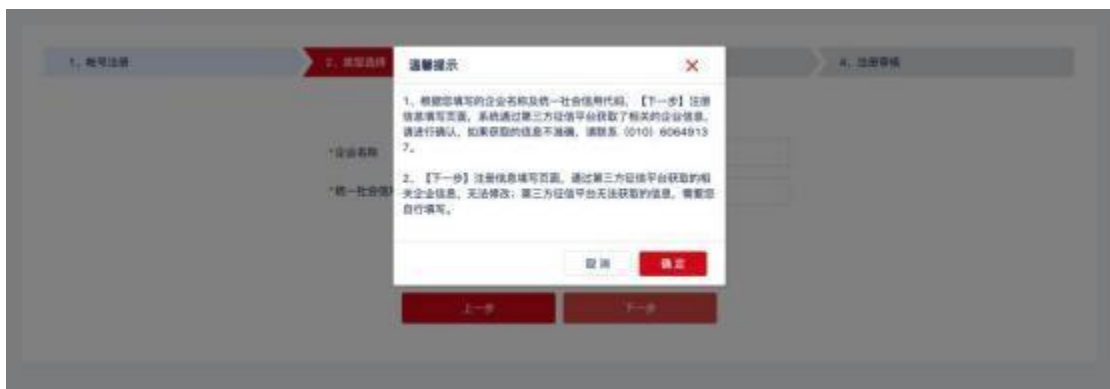 1、账号注册
2、类型选择
4、注册审核
温馨提示
1、根据您填写的企业名称及统一社会信用代码，【下一步】注册
信息填写页面，系统通过第三方征信平台获取了相关的企业信息，
请进行确认，如果获取的信息不准确，请联系（010）6064913
7。
*企业名称
2、【下一步】注册信息填写页面，通过第三方征信平台获取的相
*统一社会信
关企业信息，无法修改；第三方征信平台无法获取的信息，需要您
自行填写。
取消
确定
上一步
下一步